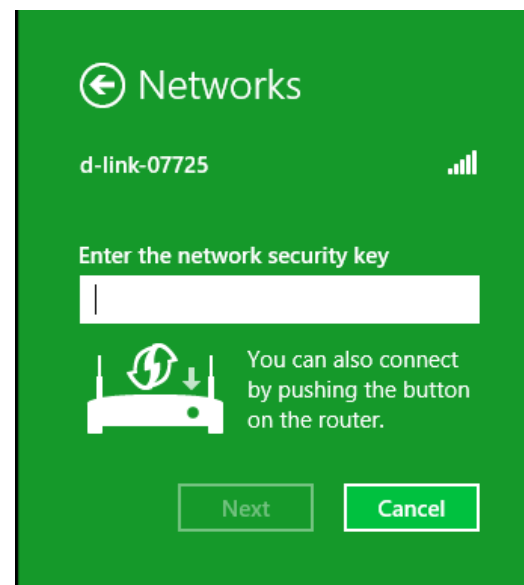 Networks
d-link-07725
Enter the network security key
You can also connect
by pushing the button
on the router.
Next
Cancel